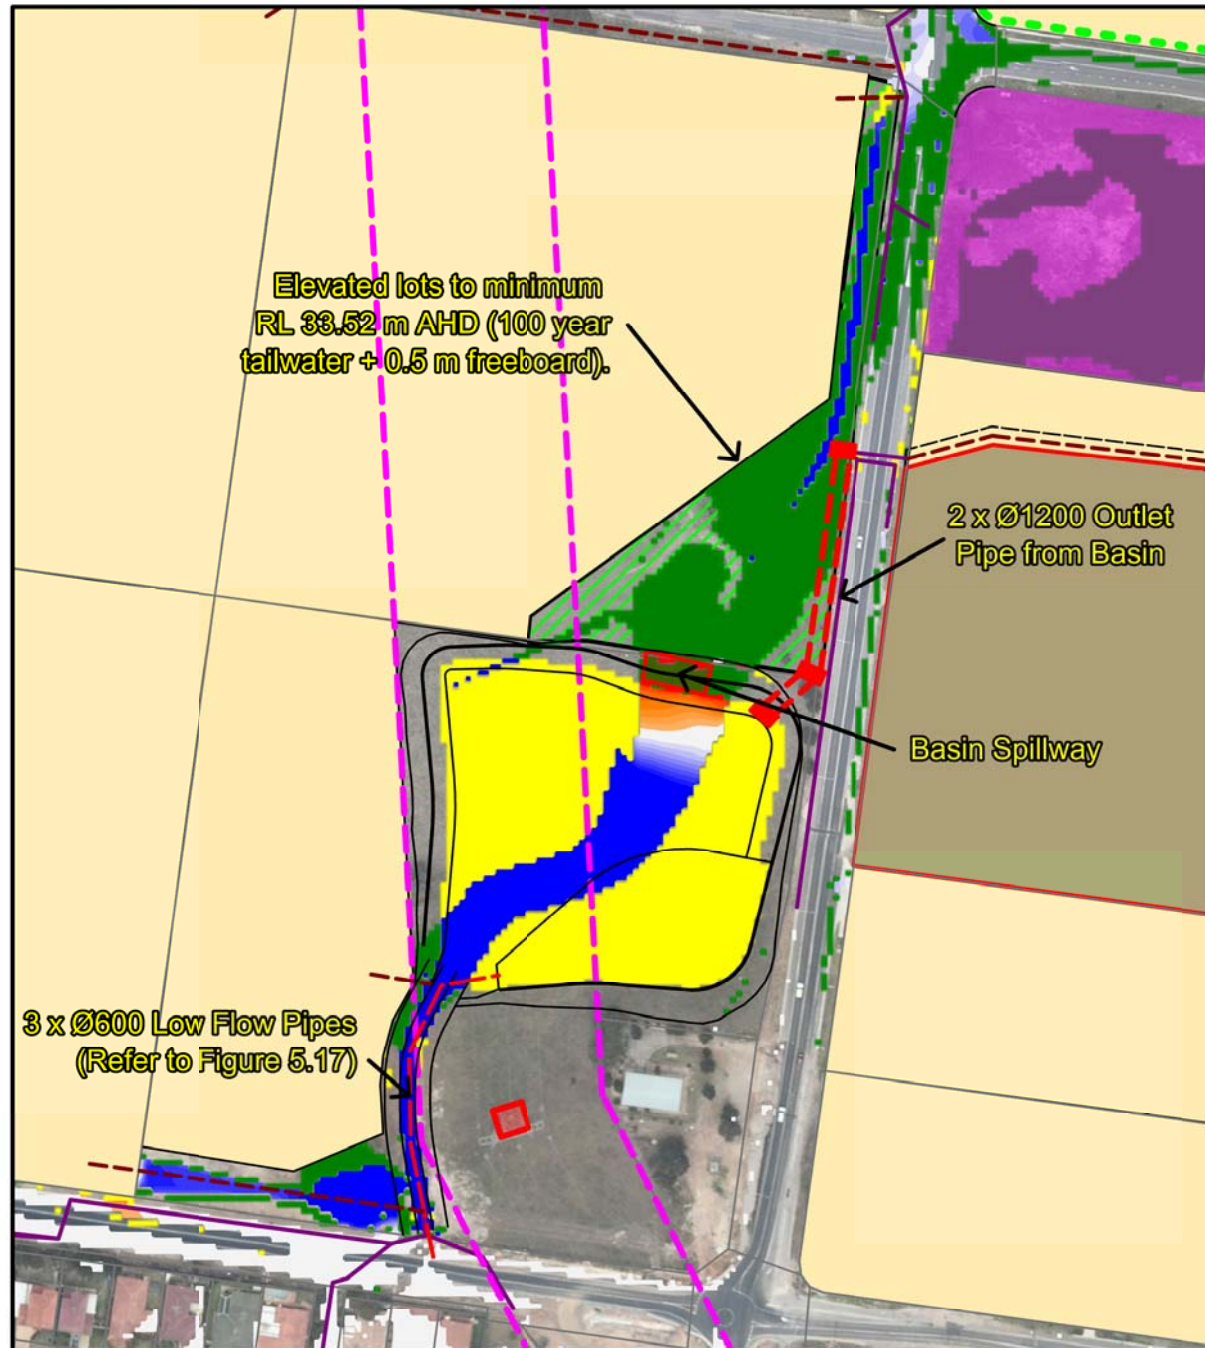 Elevated lots to minimum
RL 33.52 m AHD (100 year
tailwater + 0.5 m freeboard).
2 x Ø1200 Outlet
Pipe from Basin
Basin Spillway
3 x Ø600 Low Flow Pipes
(Refer to Figure 5.17)